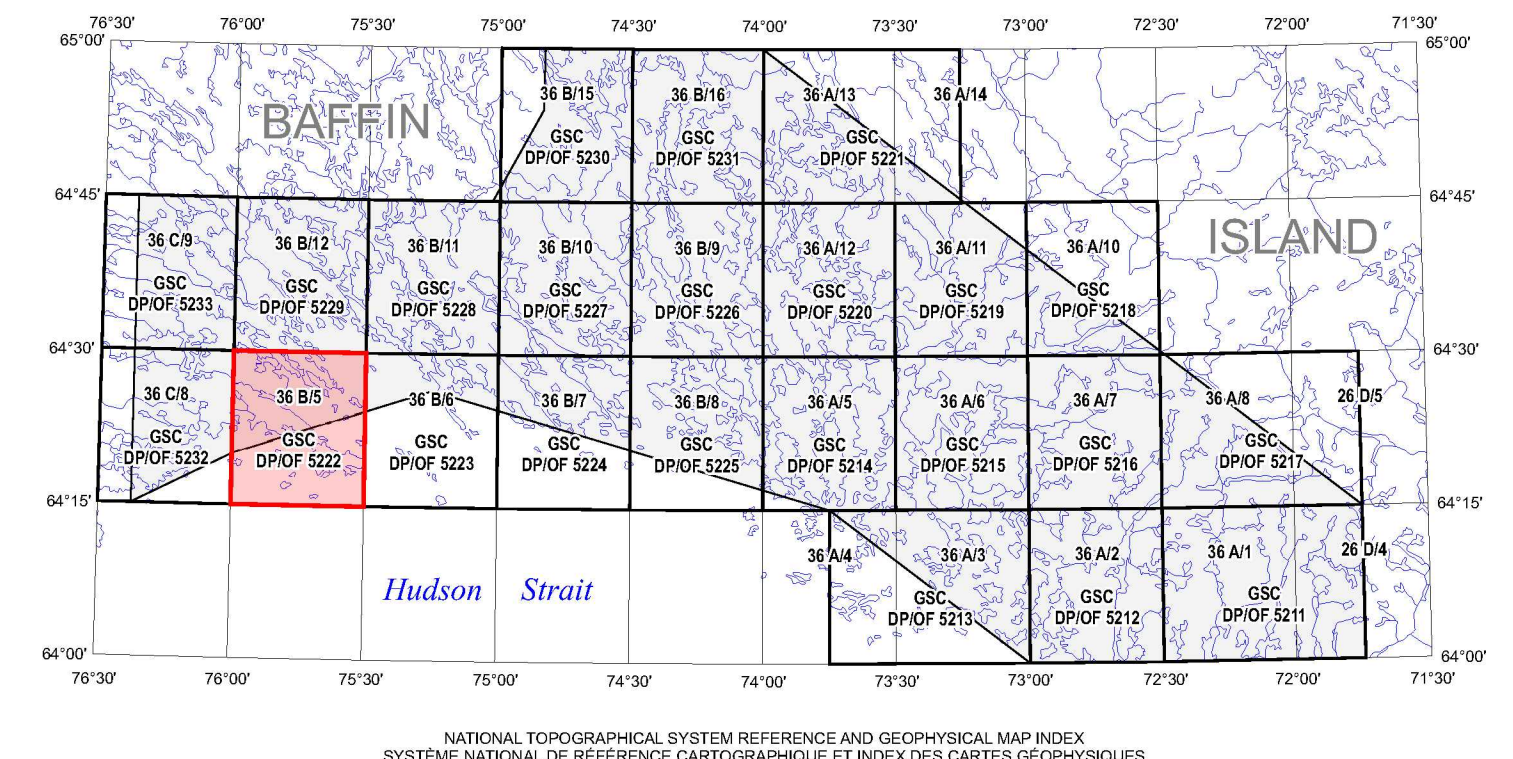 76°30' 76°00' 75°30' 75°00' 74°30' 74°00' 73°30' 73°00' 72°30' 72°00' 71°30'
65°00' 65°00'
BAFFIN
36 B/15 36 B/16 36 A/13 36 A/14
GSC GSC GSC
DP/OF 5230 DP/OF 5231 DP/OF 5221
64°45' 64°45'
ISLAND
36 C/9 36 B/12 36 B/11 36 B/10 36 B/9 36 A/12 36 A/11 36 A/10
GSC GSC GSC GSC GSC GSC GSC GSC
DP/OF 5233 DP/OF 5229 DP/OF 5228 DP/OF 5227 DP/OF 5226 DP/OF 5220 DP/OF 5219 DP/OF 5218
64°30' 64°30'
36 C/8 36 B/5 36 B/6 36 B/7 36 B/8 36 A/5 36 A/6 36 A/7 36 A/8 26 D/5
GSC GSC GSC GSC GSC GSC GSC GSC GSC
DP/OF 5232 DP/OF 5222 DP/OF 5223 DP/OF 5224 DP/OF 5225 DP/OF 5214 DP/OF 5215 DP/OF 5216 DP/OF 5217
64°15' 64°15'
36 A/4 36 A/3 36 A/2 36 A/1 26 D/4
Hudson Strait
GSC GSC GSC
DP/OF 5213 DP/OF 5212 DP/OF 5211
64°00' 64°00'
76°30' 76°00' 75°30' 75°00' 74°30' 74°00' 73°30' 73°00' 72°30' 72°00' 71°30'
NATIONAL TOPOGRAPHICAL SYSTEM REFERENCE AND GEOPHYSICAL MAP INDEX
SYSTÈME NATIONAL DE RÉFÉRENCE CARTOGRAPHIQUE ET INDEX DES CARTES GÉOPHYSIQUES